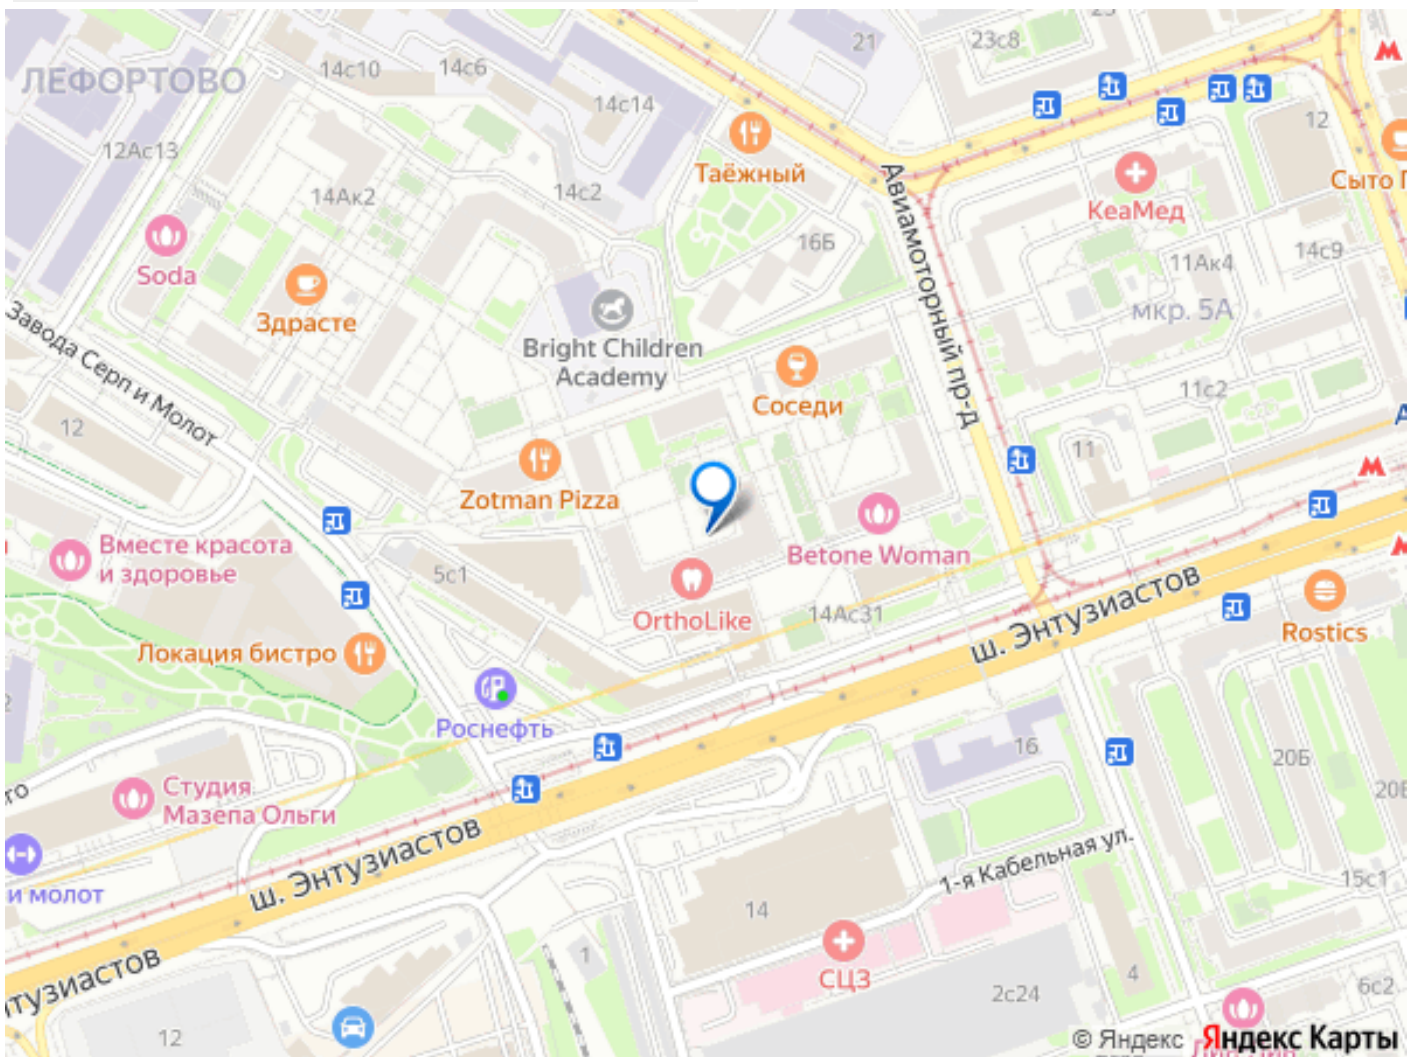 21
23с8
14с10
14с6
ЛЕФОРТОВО
14с14
12
12Ас13
Таёжный
Сыто
14Ак2
14с2
КеаМед
Авиамоторный пр-д
16Б
14с9
11Ак4
Soda
мкр. 5А
Здрасте
Завода Серп и Молот
Bright Children
Academy
11с2
Соседи
12
11
Zotman Pizza
Вместе красота
и здоровье
Betone Woman
5с1
OrthoLike
14Ас31
ш. Энтузиастов
Rostics
Локация бистро
Роснефть
16
20Б
Студия
Мазепа Ольги
ш. Энтузиастов
1-я Кабельная ул.
15с1
и молот
14
1
СЦЗ
4
2с24
6с2
12
© Яндекс Яндекс Карты